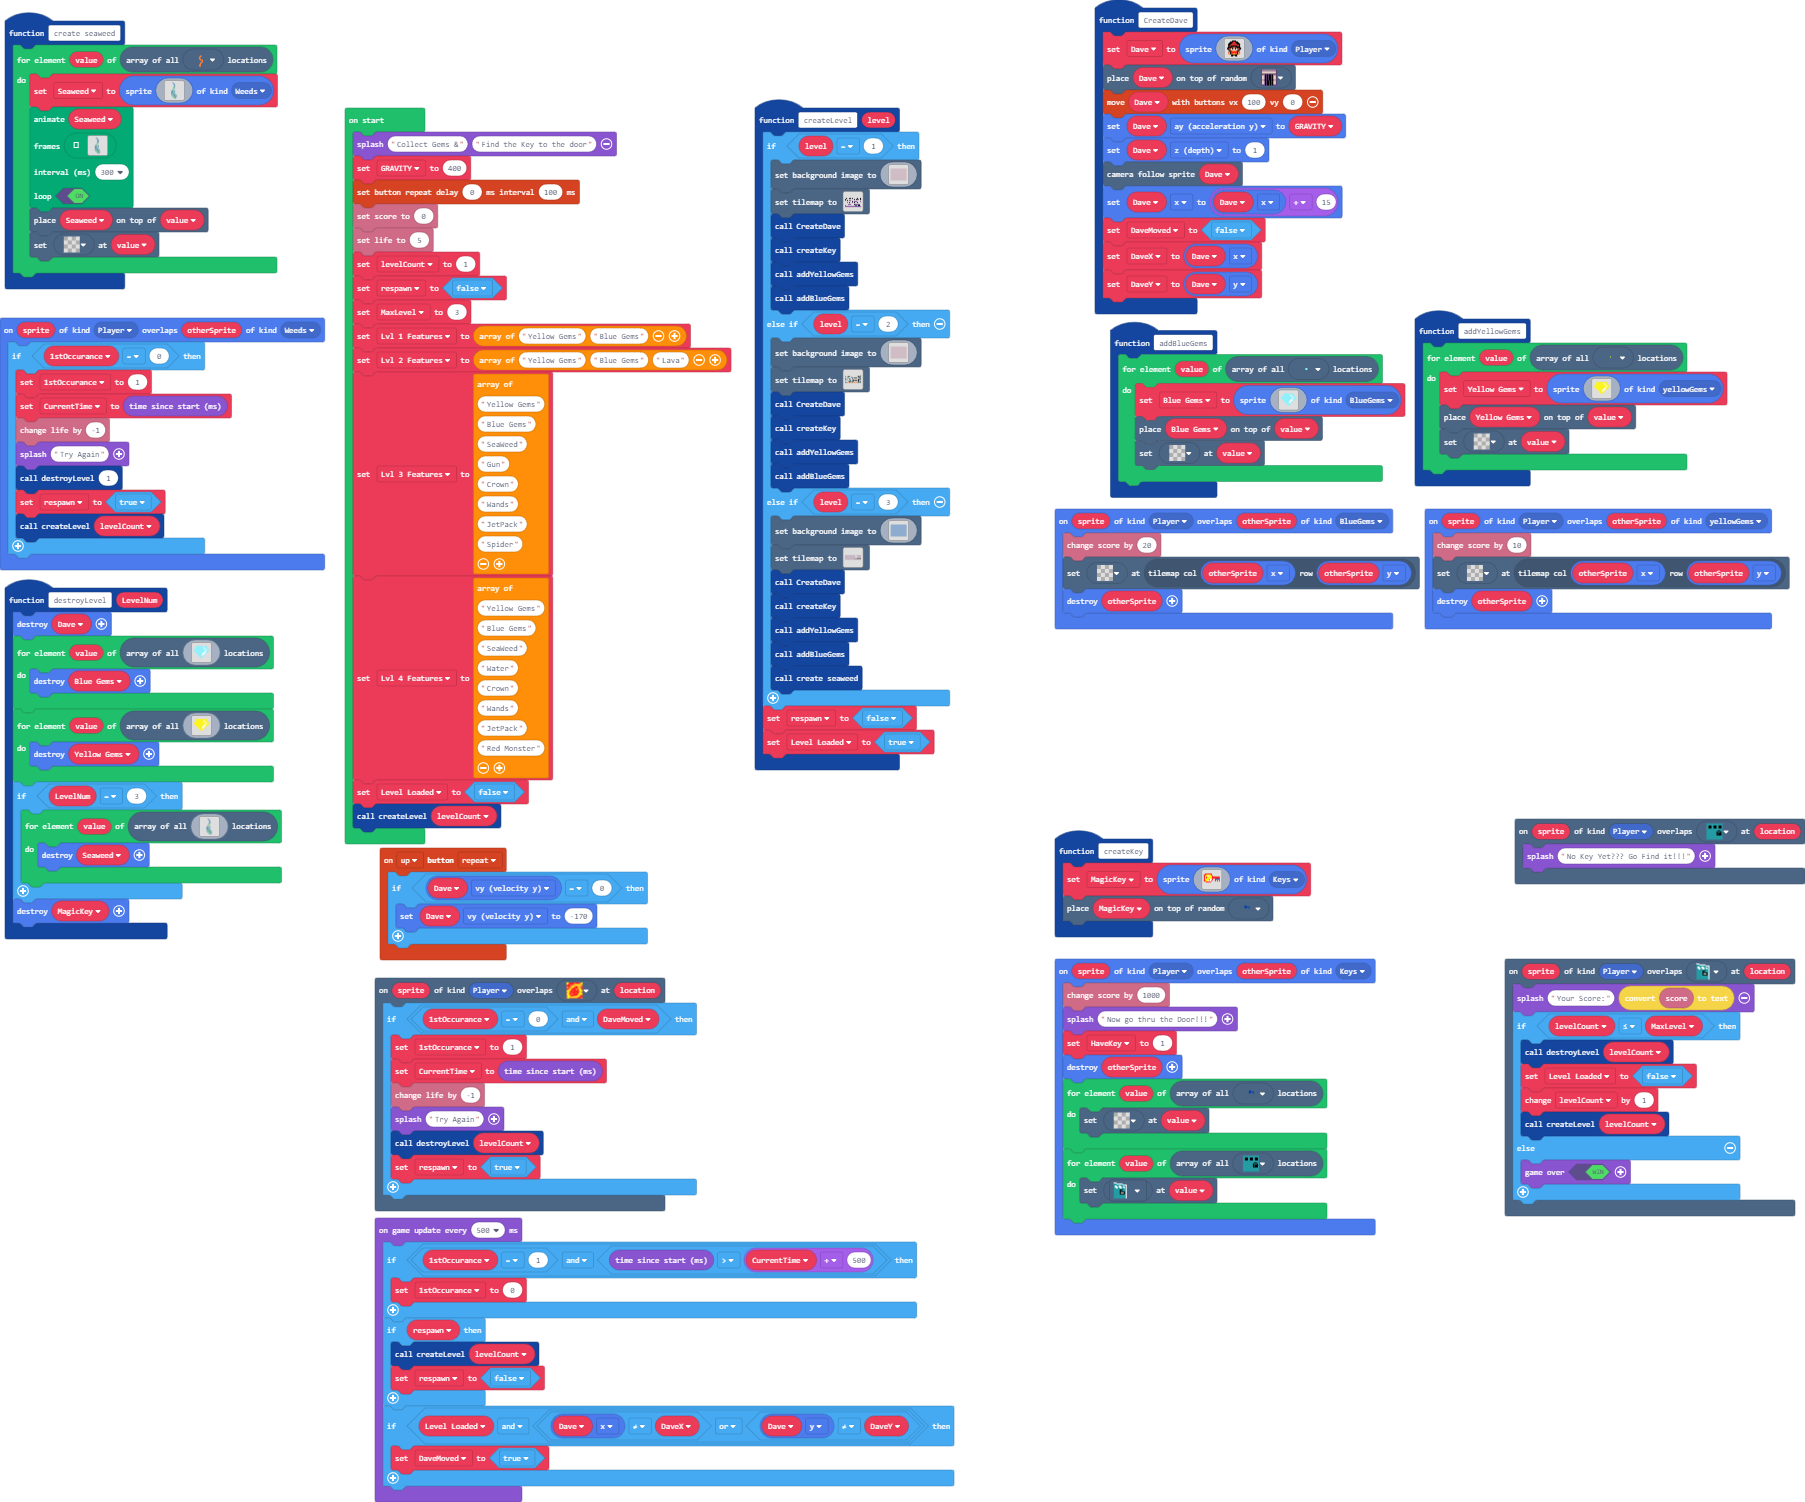 function create seaweed
for element value of array of all locations
do
set Seaweed to sprite of kind Weeds
animate Seaweed
frames
interval (ms) 300
loop ON
place Seaweed on top of value
set at value
on sprite of kind Player overlaps otherSprite of kind Weeds
if 1stOccurance = 0 then
set 1stOccurance to 1
set CurrentTime to time since start (ms)
change life by -1
splash "Try Again"
call destroyLevel 1
set respawn to true
call createLevel levelCount
function destroyLevel LevelNum
destroy Dave
for element value of array of all locations
do
destroy Blue Gems
for element value of array of all locations
do
destroy Yellow Gems
if LevelNum = 3 then
for element value of array of all locations
do
destroy Seaweed
destroy MagicKey
on start
splash "Collect Gems &" "Find the Key to the door"
set GRAVITY to 400
set button repeat delay 0 ms interval 100 ms
set score to 0
set life to 5
set levelCount to 1
set respawn to false
set MaxLevel to 3
set Lvl 1 Features to array of "Yellow Gems" "Blue Gems"
set Lvl 2 Features to array of "Yellow Gems" "Blue Gems" "Lava"
set Lvl 3 Features to
array of
"Yellow Gems"
"Blue Gems"
"SeaWeed"
"Gun"
"Crown"
"Wands"
"JetPack"
"Spider"
set Lvl 4 Features to
array of
"Yellow Gems"
"Blue Gems"
"SeaWeed"
"Water"
"Crown"
"Wands"
"JetPack"
"Red Monster"
set Level Loaded to false
call createLevel levelCount
on up button repeat
if Dave vy (velocity y) = 0 then
set Dave vy (velocity y) to -170
on sprite of kind Player overlaps at location
if 1stOccurance = 0 and DaveMoved then
set 1stOccurance to 1
set CurrentTime to time since start (ms)
change life by -1
splash "Try Again"
call destroyLevel levelCount
set respawn to true
on game update every 500 ms
if 1stOccurance = 1 and time since start (ms) > CurrentTime + 500 then
set 1stOccurance to 0
if respawn then
call createLevel levelCount
set respawn to false
if Level Loaded and Dave x ≠ DaveX or Dave y ≠ DaveY then
set DaveMoved to true
function createLevel level
if level = 1 then
set background image to
set tilemap to
call CreateDave
call createKey
call addYellowGems
call addBlueGems
else if level = 2 then
set background image to
set tilemap to
call CreateDave
call createKey
call addYellowGems
call addBlueGems
else if level = 3 then
set background image to
set tilemap to
call CreateDave
call createKey
call addYellowGems
call addBlueGems
call create seaweed
set respawn to false
set Level Loaded to true
function CreateDave
set Dave to sprite of kind Player
place Dave on top of random
move Dave with buttons vx 100 vy 0
set Dave ay (acceleration y) to GRAVITY
set Dave z (depth) to 1
camera follow sprite Dave
set Dave x to Dave x + 15
set DaveMoved to false
set DaveX to Dave x
set DaveY to Dave y
function addBlueGems
for element value of array of all locations
do
set Blue Gems to sprite of kind BlueGems
place Blue Gems on top of value
set at value
function addYellowGems
for element value of array of all locations
do
set Yellow Gems to sprite of kind yellowGems
place Yellow Gems on top of value
set at value
on sprite of kind Player overlaps otherSprite of kind BlueGems
change score by 20
set at tilemap col otherSprite x row otherSprite y
destroy otherSprite
on sprite of kind Player overlaps otherSprite of kind yellowGems
change score by 10
set at tilemap col otherSprite x row otherSprite y
destroy otherSprite
function createKey
set MagicKey to sprite of kind Keys
place MagicKey on top of random
on sprite of kind Player overlaps at location
splash "No Key Yet??? Go Find it!!!"
on sprite of kind Player overlaps otherSprite of kind Keys
change score by 1000
splash "Now go thru the Door!!!"
set HaveKey to 1
destroy otherSprite
for element value of array of all locations
do
set at value
for element value of array of all locations
do
set at value
on sprite of kind Player overlaps at location
splash "Your Score:" convert score to text
if levelCount ≤ MaxLevel then
call destroyLevel levelCount
set Level Loaded to false
change levelCount by 1
call createLevel levelCount
else
game over WIN